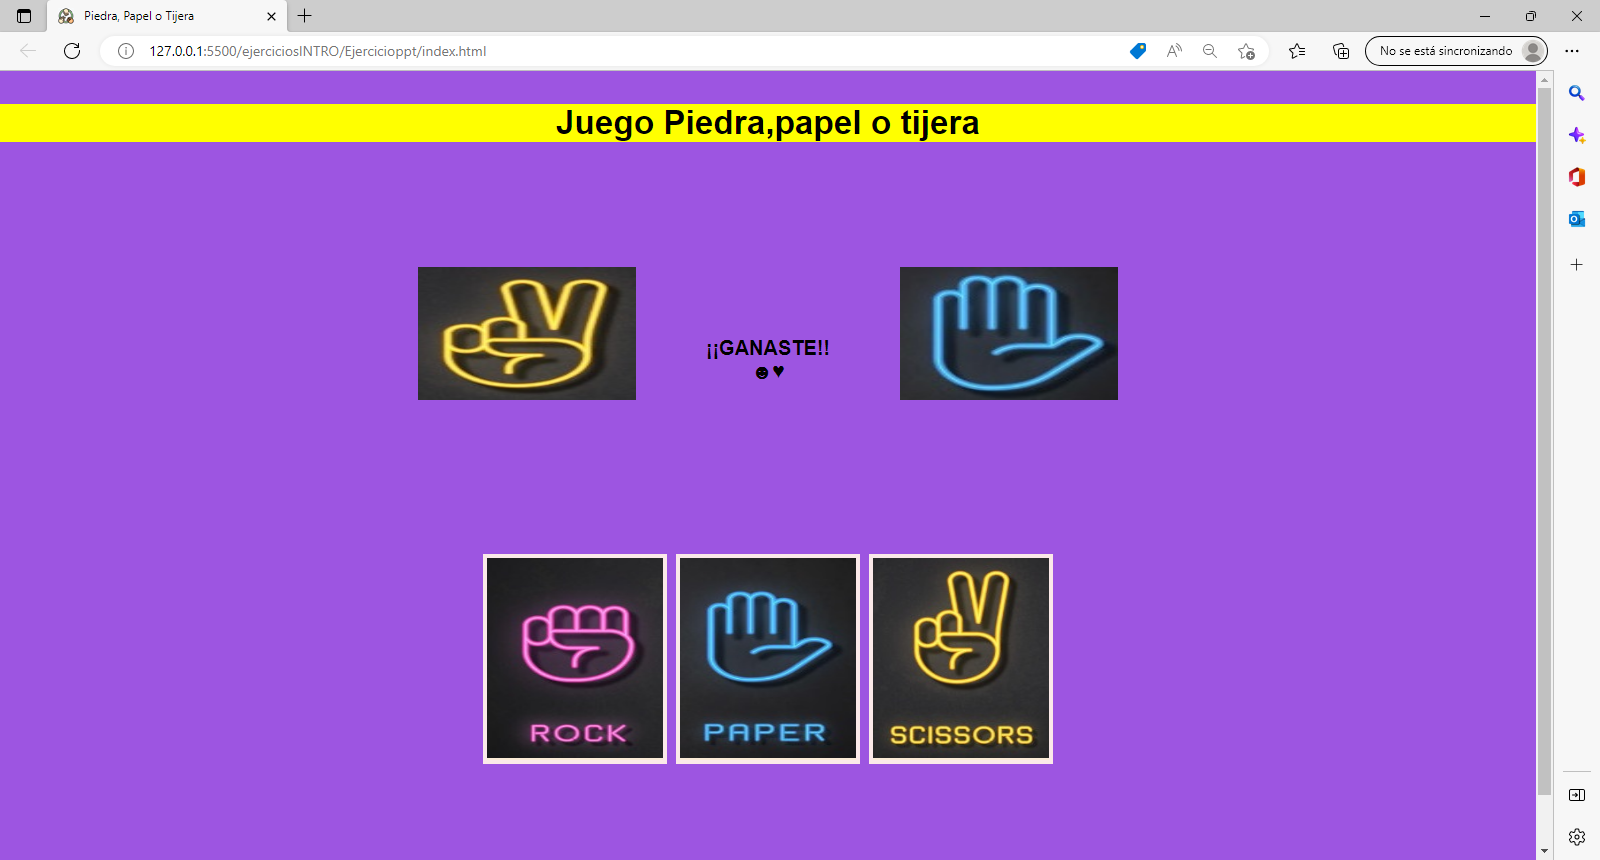 Piedra, Papel o Tijera
127.0.0.1:5500/ejerciciosINTRO/Ejercicioppt/index.html
No se está sincronizando
Juego Piedra,papel o tijera
¡¡GANASTE!!
☻♥
ROCK
PAPER
SCISSORS